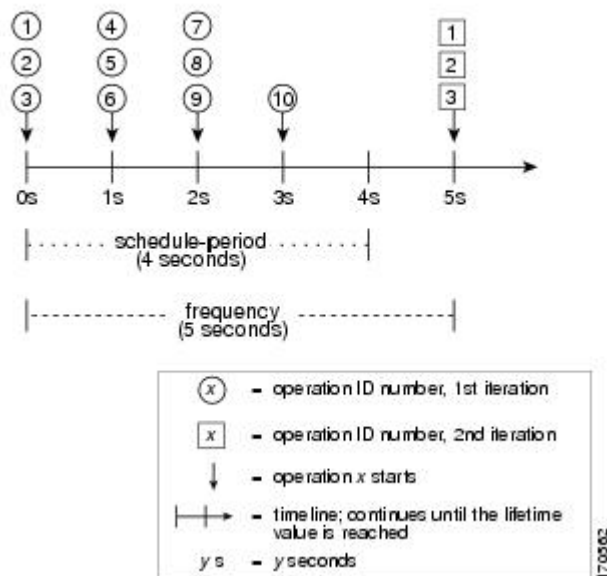 1 4 7 1
2 5 8 2
3 6 9 10 3
0s 1s 2s 3s 4s 5s
schedule-period
(4 seconds)
frequency
(5 seconds)
x = operation ID number, 1st iteration
x = operation ID number, 2nd iteration
= operation x starts
= timeline; continues until the lifetime
value is reached
y s = y seconds
170562